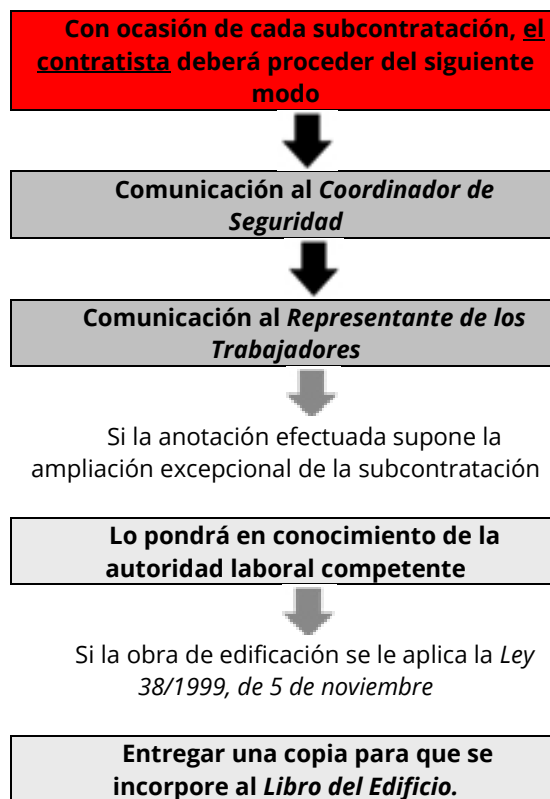 Con ocasión de cada subcontratación, el
contratista deberá proceder del siguiente
modo
Comunicación al Coordinador de
Seguridad
Comunicación al Representante de los
Trabajadores
Si la anotación efectuada supone la
ampliación excepcional de la subcontratación
Lo pondrá en conocimiento de la
autoridad laboral competente
Si la obra de edificación se le aplica la Ley
38/1999, de 5 de noviembre
Entregar una copia para que se
incorpore al Libro del Edificio.